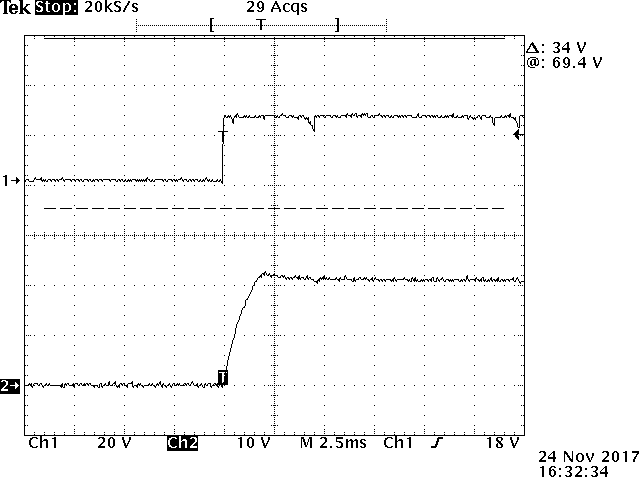 Tek Stop: 20kS/s 29 Acqs
[ T ]
Δ: 34 V
@: 69.4 V
T
1→
T
2→
Ch1 20 V Ch2 10 V M 2.5ms Ch1 18 V
24 Nov 2017
16:32:34